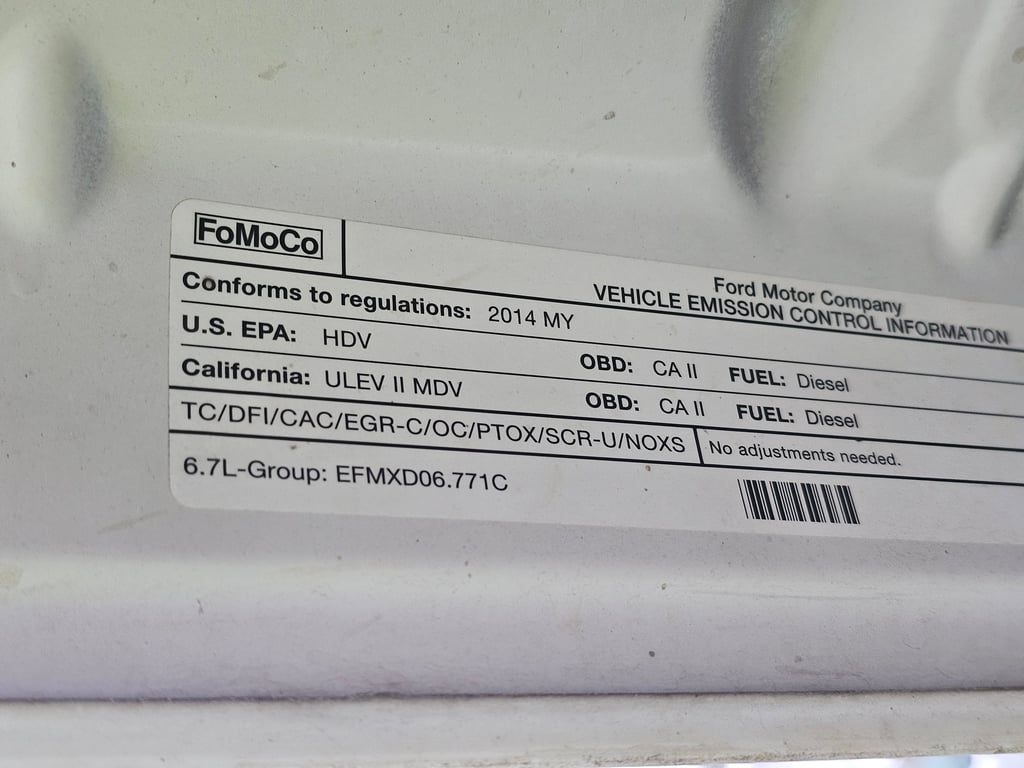 FoMoCo
Ford Motor Company
VEHICLE EMISSION CONTROL INFORMATION
Conforms to regulations: 2014 MY
U.S. EPA: HDV OBD: CA II FUEL: Diesel
California: ULEV II MDV OBD: CA II FUEL: Diesel
TC/DFI/CAC/EGR-C/OC/PTOX/SCR-U/NOXS No adjustments needed.
6.7L-Group: EFMXD06.771C